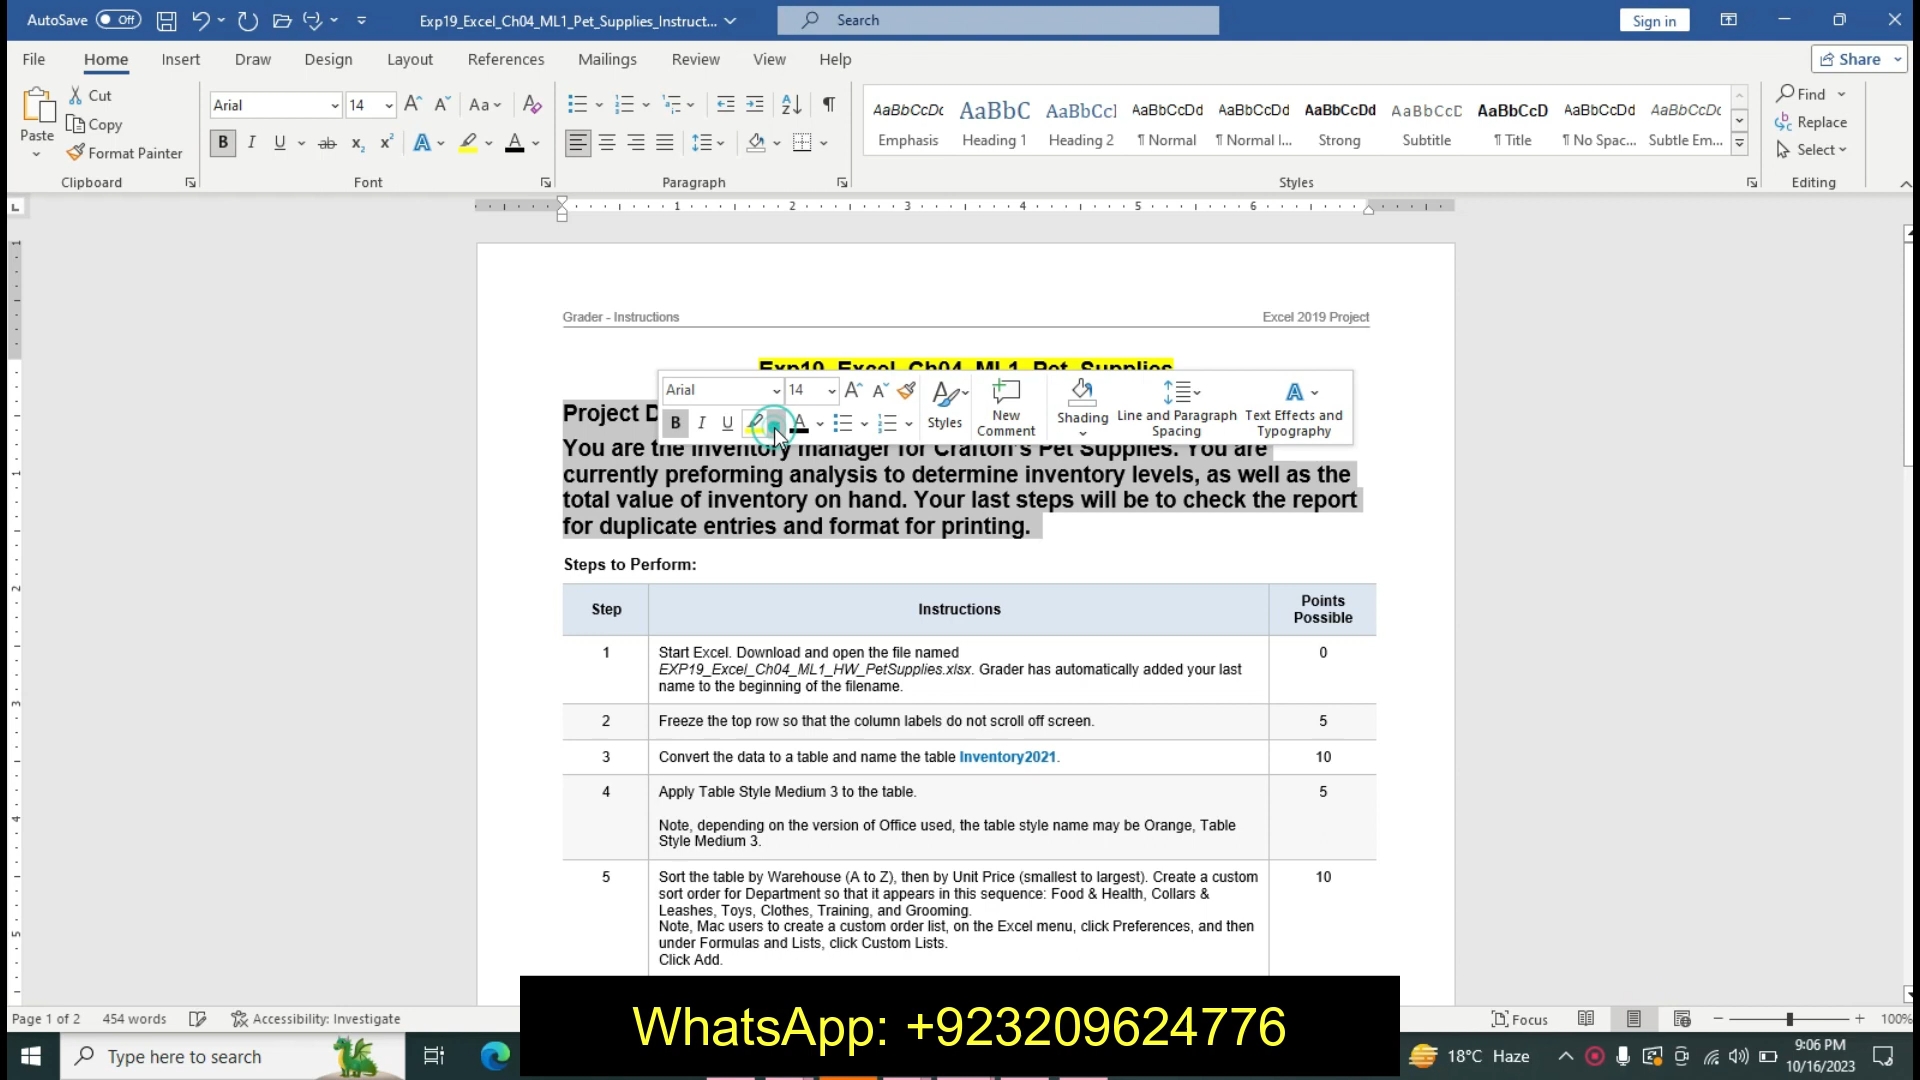 AutoSave Off Exp19_Excel_Ch04_ML1_Pet_Supplies_Instruct... Search Sign in
File Home Insert Draw Design Layout References Mailings Review View Help Share
Paste Cut Copy Format Painter
Clipboard
Arial 14 Aa
B I U ab x₂ x² A A
Font
Paragraph
AaBbCcDc AaBbC AaBbCcI AaBbCcDd AaBbCcDd AaBbCcDd AaBbCcD AaBbCcD AaBbCcDd AaBbCcDc
Emphasis Heading 1 Heading 2 ¶ Normal ¶ Normal I... Strong Subtitle ¶ Title ¶ No Spac... Subtle Em...
Styles
Find
Replace
Select
Editing
1 2 3 4 5 6
Grader - Instructions Excel 2019 Project
Exp19_Excel_Ch04_ML1_Pet_Supplies
Project D
Arial 14
B I U A
Styles
New Comment
Shading
Line and Paragraph Spacing
Text Effects and Typography
You are the inventory manager for Crafton's Pet Supplies. You are
currently preforming analysis to determine inventory levels, as well as the
total value of inventory on hand. Your last steps will be to check the report
for duplicate entries and format for printing.
Steps to Perform:
Step Instructions Points Possible
1 Start Excel. Download and open the file named 0
EXP19_Excel_Ch04_ML1_HW_PetSupplies.xlsx. Grader has automatically added your last
name to the beginning of the filename.
2 Freeze the top row so that the column labels do not scroll off screen. 5
3 Convert the data to a table and name the table Inventory2021. 10
4 Apply Table Style Medium 3 to the table. 5
Note, depending on the version of Office used, the table style name may be Orange, Table
Style Medium 3.
5 Sort the table by Warehouse (A to Z), then by Unit Price (smallest to largest). Create a custom 10
sort order for Department so that it appears in this sequence: Food & Health, Collars &
Leashes, Toys, Clothes, Training, and Grooming.
Note, Mac users to create a custom order list, on the Excel menu, click Preferences, and then
under Formulas and Lists, click Custom Lists.
Click Add.
WhatsApp: +923209624776
Page 1 of 2 454 words Accessibility: Investigate Focus 100%
Type here to search 18°C Haze 9:06 PM
10/16/2023